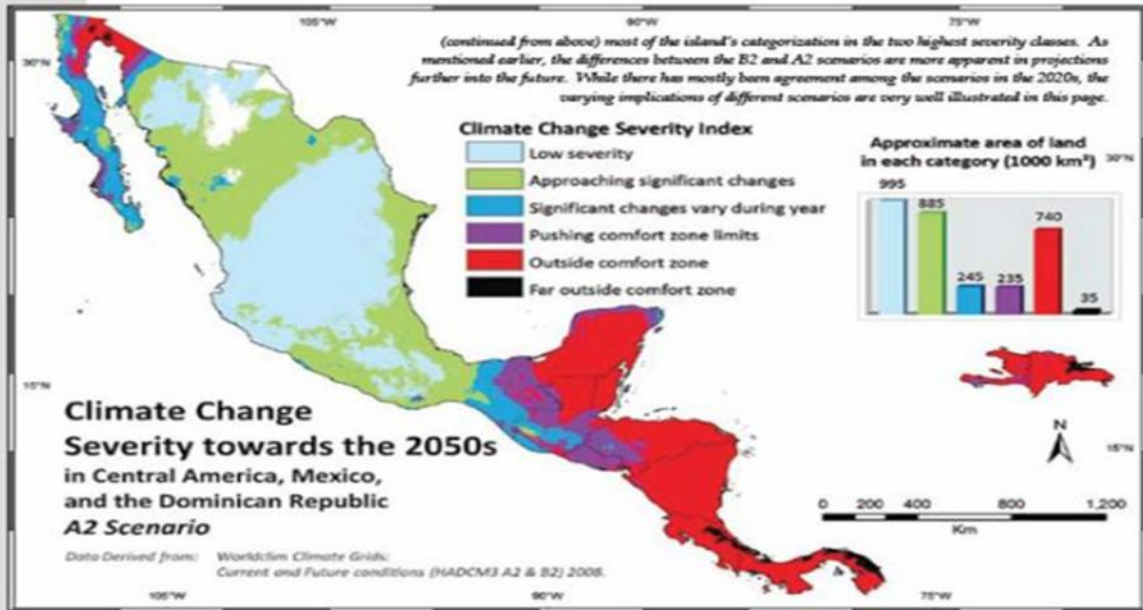 105°W
90°W
75°W
30°N
(continued from above) most of the island's categorization in the two highest severity classes. As
mentioned earlier, the differences between the B2 and A2 scenarios are more apparent in projections
further into the future. While there has mostly been agreement among the scenarios in the 2020s, the
varying implications of different scenarios are very well illustrated in this page.
Climate Change Severity Index
Low severity
Approaching significant changes
Significant changes vary during year
Pushing comfort zone limits
Outside comfort zone
Far outside comfort zone
Approximate area of land
in each category (1000 km²)
30°N
995
885
245
235
740
35
15°N
Climate Change
Severity towards the 2050s
in Central America, Mexico,
and the Dominican Republic
A2 Scenario
Data Derived from: Worldclim Climate Grids:
Current and Future conditions (HADCM3 A2 & B2) 2008.
N
15°N
0 200 400 800 1,200
Km
105°W
90°W
75°W